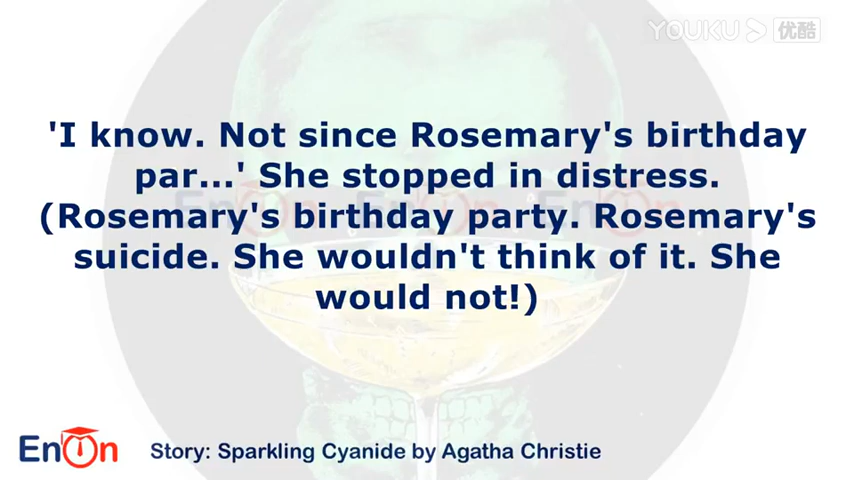 YOUKU 优酷
'I know. Not since Rosemary's birthday
par...' She stopped in distress.
(Rosemary's birthday party. Rosemary's
suicide. She wouldn't think of it. She
would not!)
EnOn
Story: Sparkling Cyanide by Agatha Christie